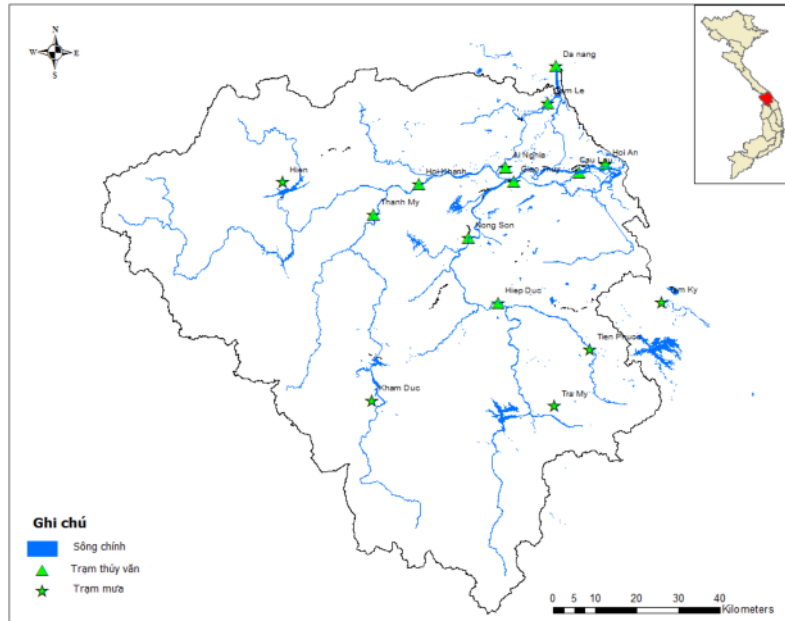 N
W E
S
Da nang
Cam Le
Ai Nghia
Hoi An
Cau Lau
Giao Thuy
Hoi Khanh
Hien
Thanh My
Nong Son
Hiep Duc
Tam Ky
Tien Phuoc
Kham Duc
Tra My
Ghi chú
Sông chính
Trạm thủy văn
Trạm mưa
0 5 10 20 30 40
Kilometers